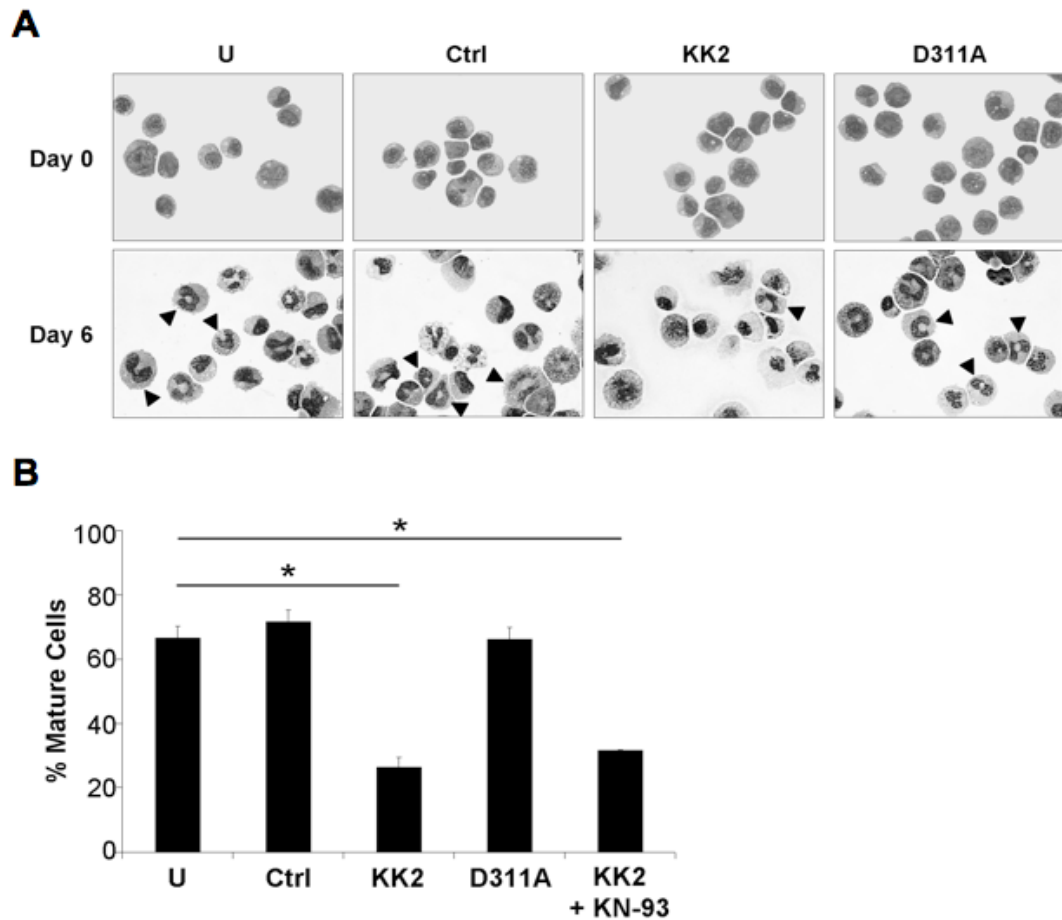 A
U Ctrl KK2 D311A
Day 0
Day 6
B
* 
*
100
80
60
40
20
0
% Mature Cells
U Ctrl KK2 D311A KK2
+ KN-93